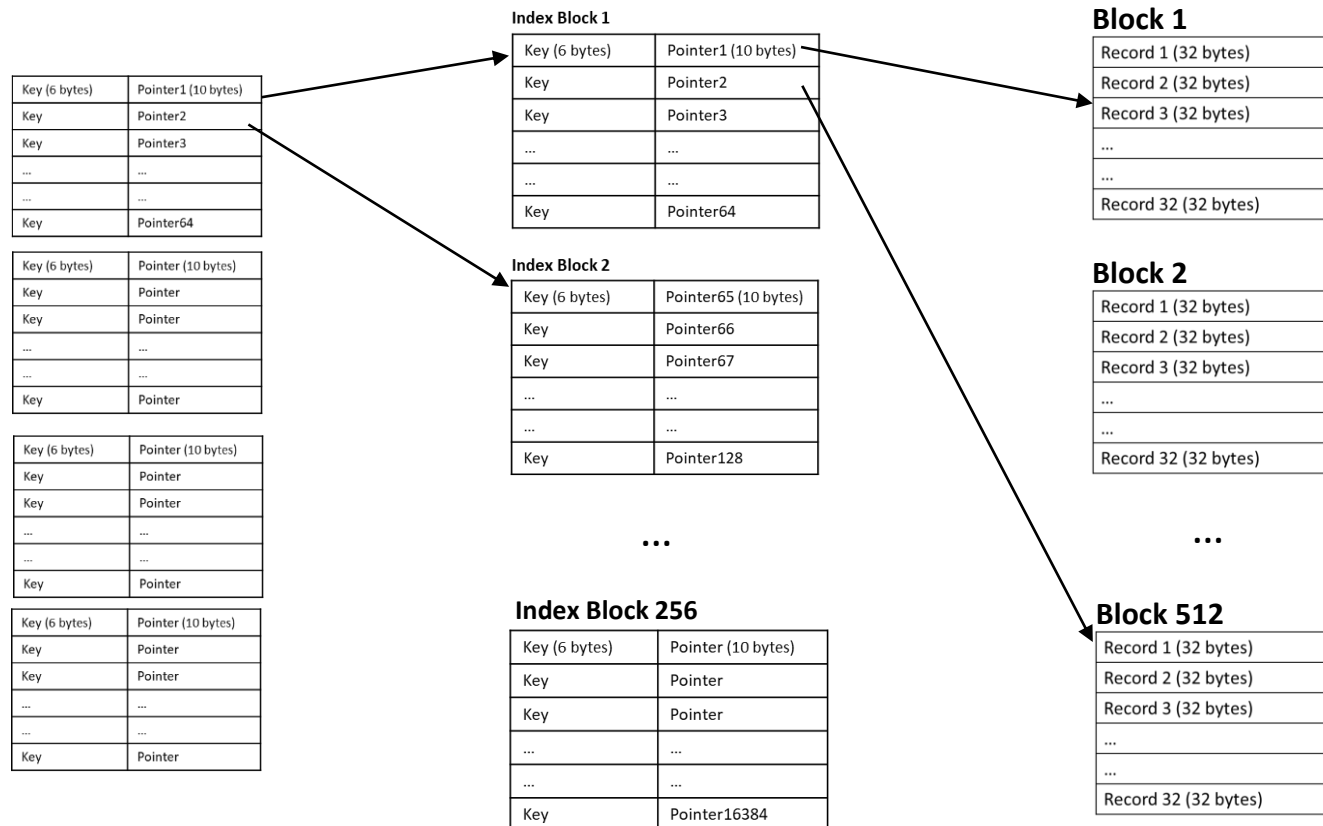 Key (6 bytes) Pointer1 (10 bytes)
Key Pointer2
Key Pointer3
... ...
... ...
Key Pointer64
Key (6 bytes) Pointer (10 bytes)
Key Pointer
Key Pointer
... ...
... ...
Key Pointer
Key (6 bytes) Pointer (10 bytes)
Key Pointer
Key Pointer
... ...
... ...
Key Pointer
Key (6 bytes) Pointer (10 bytes)
Key Pointer
Key Pointer
... ...
... ...
Key Pointer
Index Block 1
Key (6 bytes) Pointer1 (10 bytes)
Key Pointer2
Key Pointer3
... ...
... ...
Key Pointer64
Index Block 2
Key (6 bytes) Pointer65 (10 bytes)
Key Pointer66
Key Pointer67
... ...
... ...
Key Pointer128
...
Index Block 256
Key (6 bytes) Pointer (10 bytes)
Key Pointer
Key Pointer
... ...
... ...
Key Pointer16384
Block 1
Record 1 (32 bytes)
Record 2 (32 bytes)
Record 3 (32 bytes)
...
...
Record 32 (32 bytes)
Block 2
Record 1 (32 bytes)
Record 2 (32 bytes)
Record 3 (32 bytes)
...
...
Record 32 (32 bytes)
...
Block 512
Record 1 (32 bytes)
Record 2 (32 bytes)
Record 3 (32 bytes)
...
...
Record 32 (32 bytes)